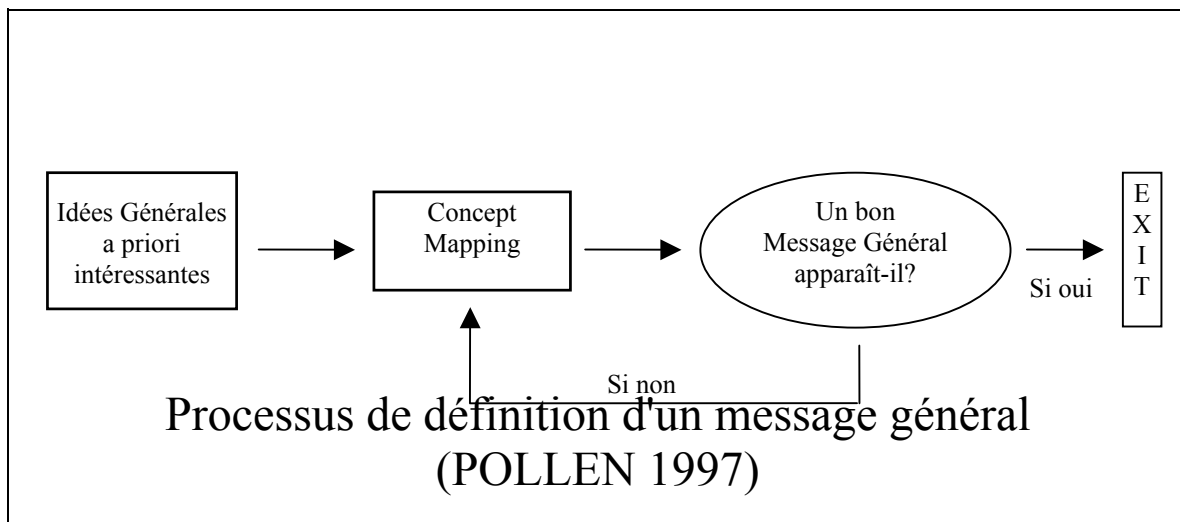 Idées Générales
a priori
intéressantes
Concept
Mapping
Un bon
Message Général
apparaît-il?
Si oui
E
X
I
T
Si non
Processus de définition d'un message général
(POLLEN 1997)